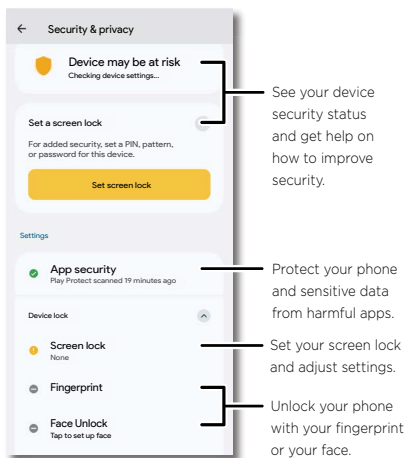 Security & privacy
Device may be at risk
Checking device settings...
Set a screen lock
For added security, set a PIN, pattern,
or password for this device.
Set screen lock
Settings
App security
Play Protect scanned 19 minutes ago
Device lock
Screen lock
None
Fingerprint
Face Unlock
Tap to set up face
See your device
security status
and get help on
how to improve
security.
Protect your phone
and sensitive data
from harmful apps.
Set your screen lock
and adjust settings.
Unlock your phone
with your fingerprint
or your face.